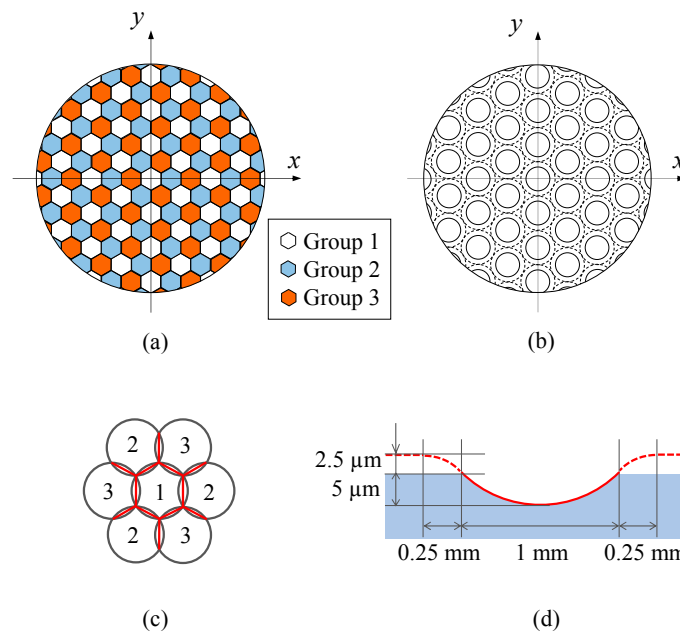 y
y
x
x
Group 1
Group 2
Group 3
(a)
(b)
2 3
3 1 2
2 3
2.5 µm
5 µm
0.25 mm 1 mm 0.25 mm
(c)
(d)